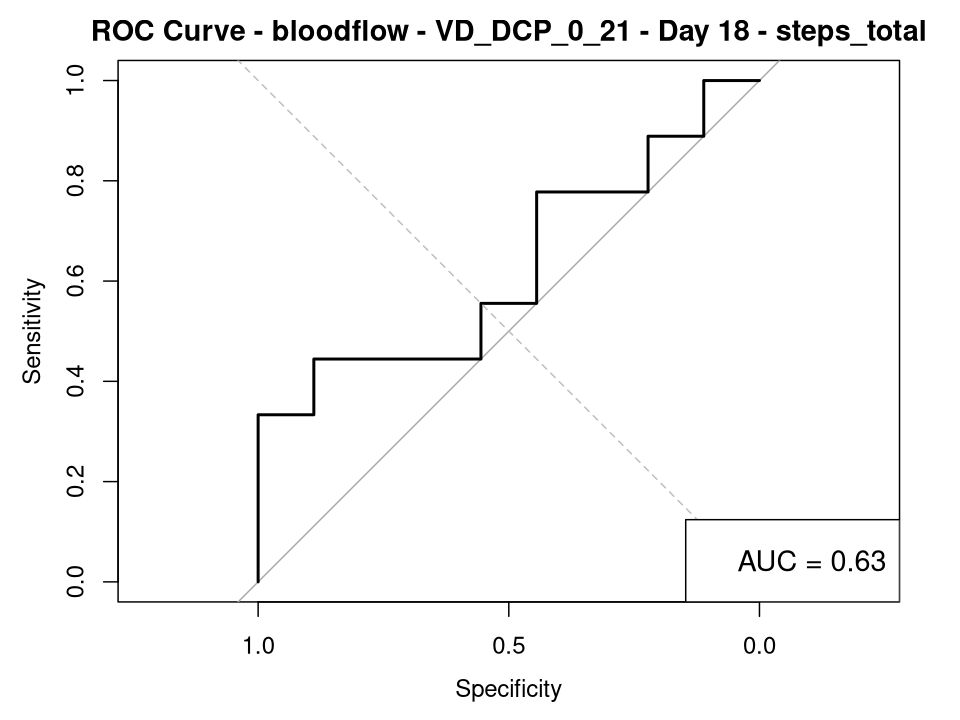 ROC Curve - bloodflow - VD_DCP_0_21 - Day 18 - steps_total
Sensitivity
1.0
0.8
0.6
0.4
0.2
0.0
AUC = 0.63
1.0 0.5 0.0
Specificity